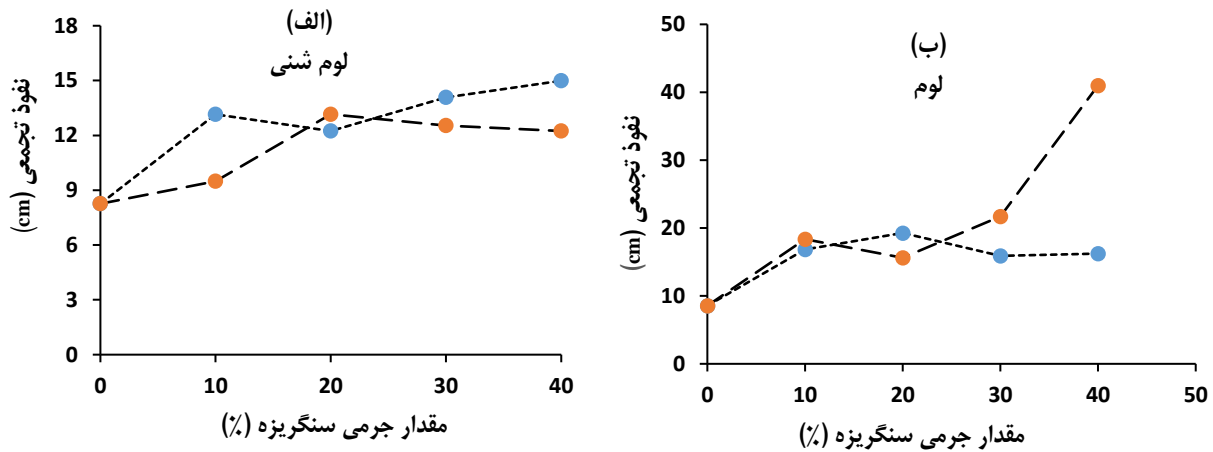 (الف)
لوم شنی
نفوذ تجمعی (cm)
18
15
12
9
6
3
0
0 10 20 30 40
مقدار جرمی سنگریزه (٪)
(ب)
لوم
نفوذ تجمعی (cm)
50
40
30
20
10
0
0 10 20 30 40 50
مقدار جرمی سنگریزه (٪)